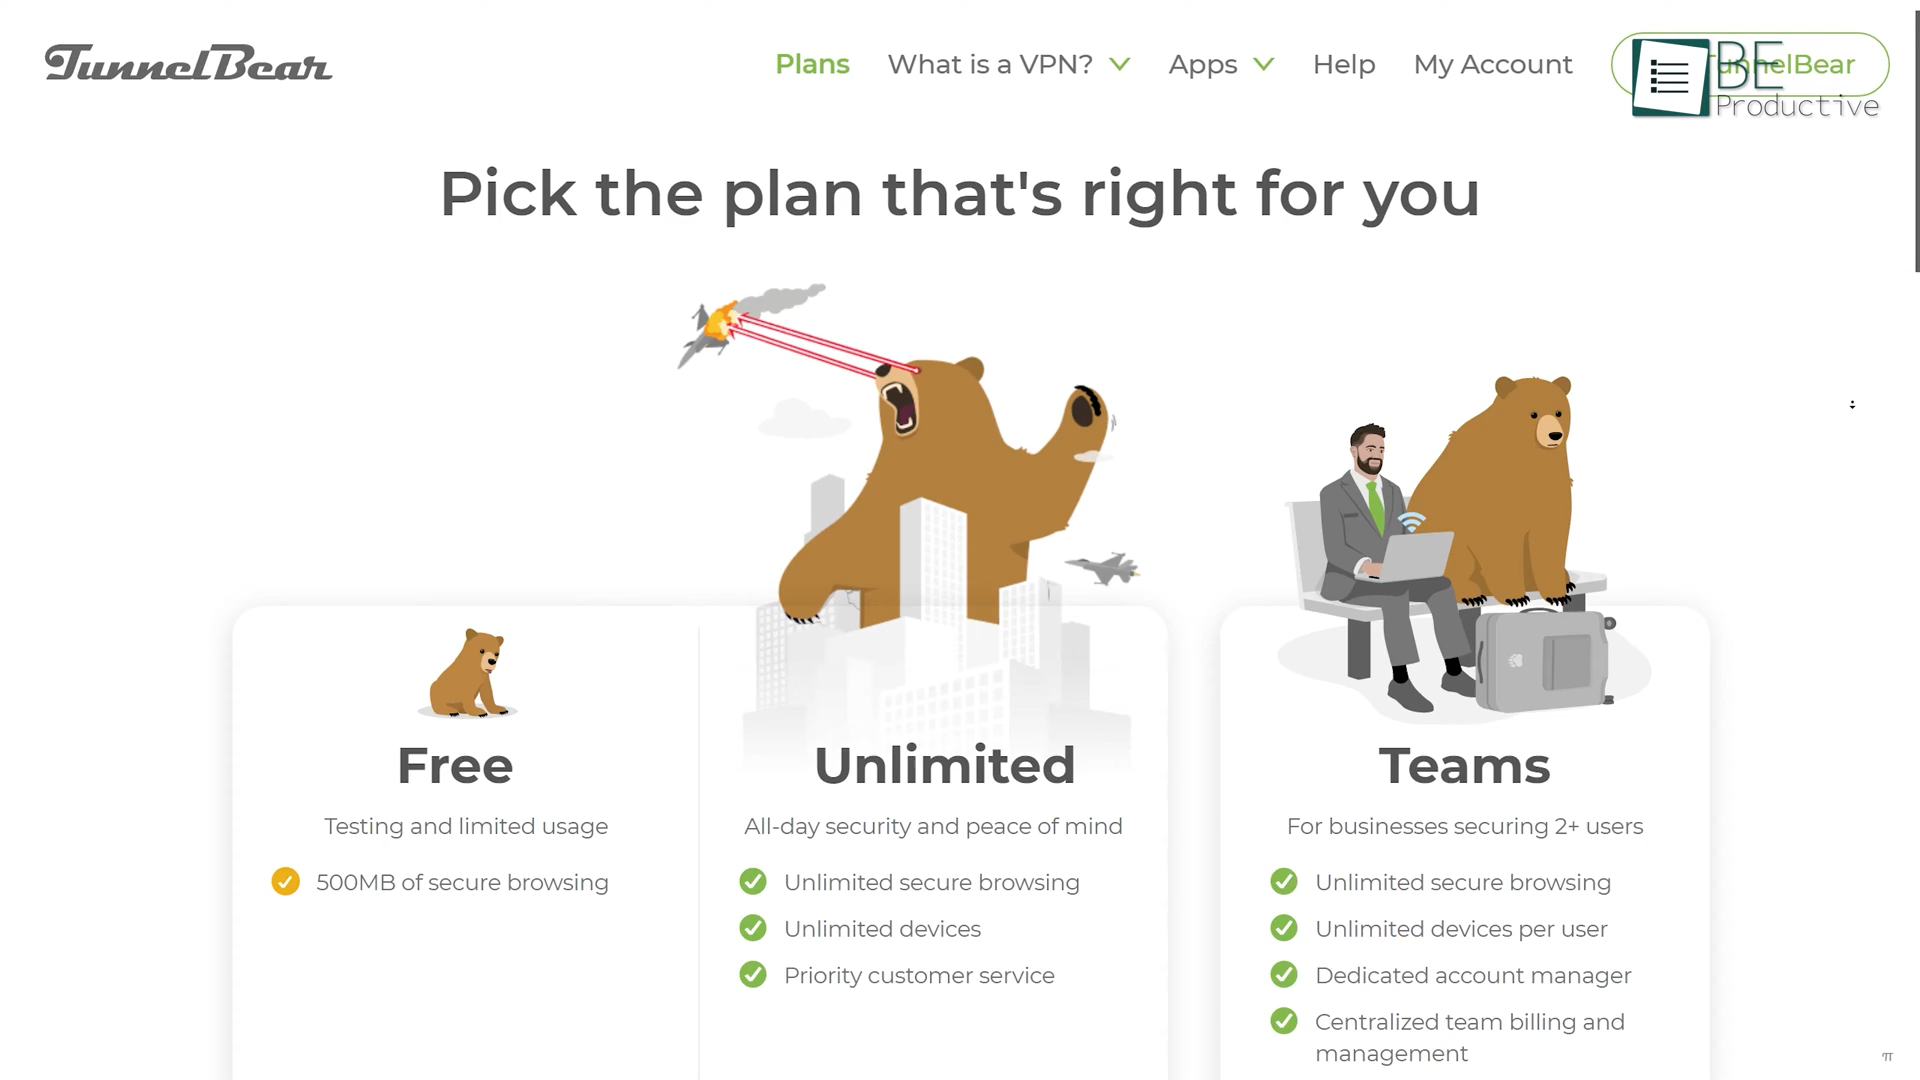 TunnelBear
Plans
What is a VPN?
Apps
Help
My Account
TunnelBear
BE
Productive
Pick the plan that's right for you
Free
Testing and limited usage
500MB of secure browsing
Unlimited
All-day security and peace of mind
Unlimited secure browsing
Unlimited devices
Priority customer service
Teams
For businesses securing 2+ users
Unlimited secure browsing
Unlimited devices per user
Dedicated account manager
Centralized team billing and
management
π